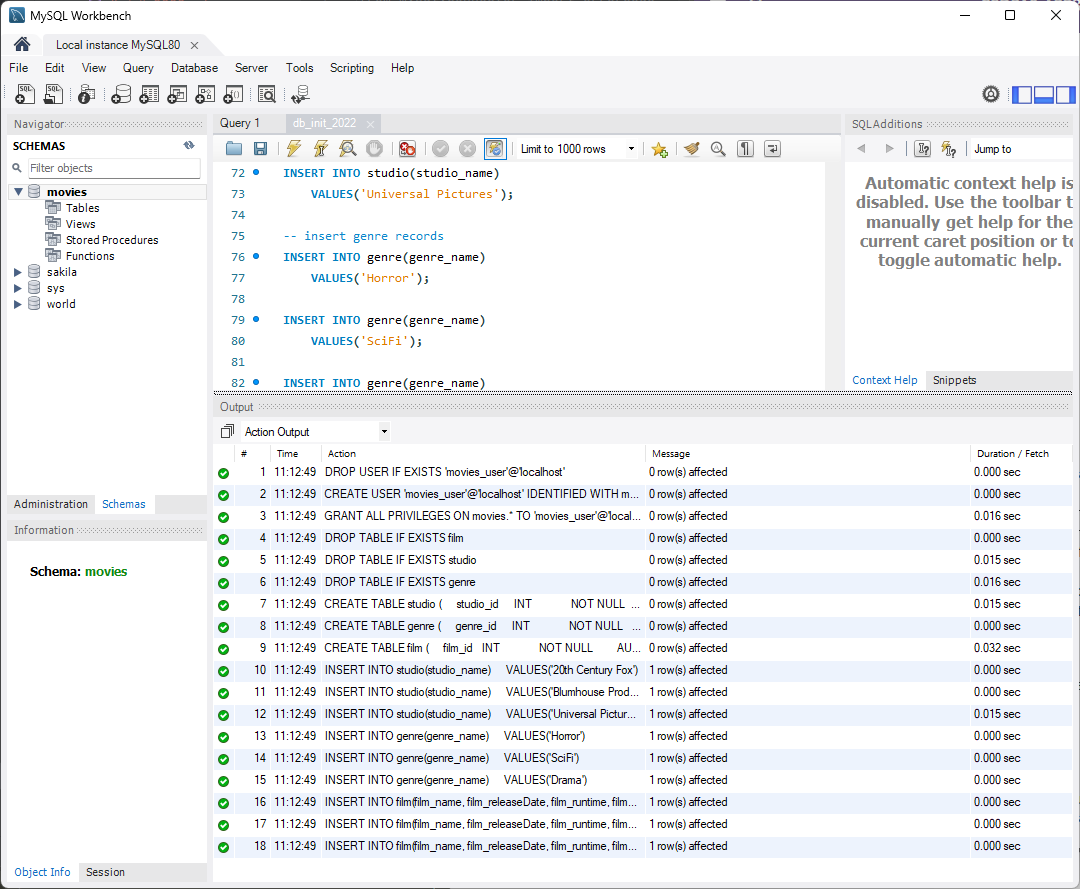 MySQL Workbench
Local instance MySQL80
File Edit View Query Database Server Tools Scripting Help
Navigator
SCHEMAS
Filter objects
movies
Tables
Views
Stored Procedures
Functions
sakila
sys
world
Administration Schemas
Information
Schema: movies
Object Info Session
Query 1 db_init_2022
Limit to 1000 rows
72 INSERT INTO studio(studio_name)
73 VALUES('Universal Pictures');
74
75 -- insert genre records
76 INSERT INTO genre(genre_name)
77 VALUES('Horror');
78
79 INSERT INTO genre(genre_name)
80 VALUES('SciFi');
81
82 INSERT INTO genre(genre_name)
SQLAdditions
Jump to
Automatic context help is
disabled. Use the toolbar t
manually get help for the
current caret position or to
toggle automatic help.
Context Help Snippets
Output
Action Output
# Time Action Message Duration / Fetch
1 11:12:49 DROP USER IF EXISTS 'movies_user'@'localhost' 0 row(s) affected 0.000 sec
2 11:12:49 CREATE USER 'movies_user'@'localhost' IDENTIFIED WITH m... 0 row(s) affected 0.000 sec
3 11:12:49 GRANT ALL PRIVILEGES ON movies.* TO 'movies_user'@'local... 0 row(s) affected 0.016 sec
4 11:12:49 DROP TABLE IF EXISTS film 0 row(s) affected 0.000 sec
5 11:12:49 DROP TABLE IF EXISTS studio 0 row(s) affected 0.015 sec
6 11:12:49 DROP TABLE IF EXISTS genre 0 row(s) affected 0.016 sec
7 11:12:49 CREATE TABLE studio ( studio_id INT NOT NULL ... 0 row(s) affected 0.015 sec
8 11:12:49 CREATE TABLE genre ( genre_id INT NOT NULL ... 0 row(s) affected 0.000 sec
9 11:12:49 CREATE TABLE film ( film_id INT NOT NULL AU... 0 row(s) affected 0.032 sec
10 11:12:49 INSERT INTO studio(studio_name) VALUES('20th Century Fox') 1 row(s) affected 0.000 sec
11 11:12:49 INSERT INTO studio(studio_name) VALUES('Blumhouse Prod... 1 row(s) affected 0.000 sec
12 11:12:49 INSERT INTO studio(studio_name) VALUES('Universal Pictur... 1 row(s) affected 0.015 sec
13 11:12:49 INSERT INTO genre(genre_name) VALUES('Horror') 1 row(s) affected 0.000 sec
14 11:12:49 INSERT INTO genre(genre_name) VALUES('SciFi') 1 row(s) affected 0.000 sec
15 11:12:49 INSERT INTO genre(genre_name) VALUES('Drama') 1 row(s) affected 0.000 sec
16 11:12:49 INSERT INTO film(film_name, film_releaseDate, film_runtime, film... 1 row(s) affected 0.000 sec
17 11:12:49 INSERT INTO film(film_name, film_releaseDate, film_runtime, film... 1 row(s) affected 0.000 sec
18 11:12:49 INSERT INTO film(film_name, film_releaseDate, film_runtime, film... 1 row(s) affected 0.000 sec